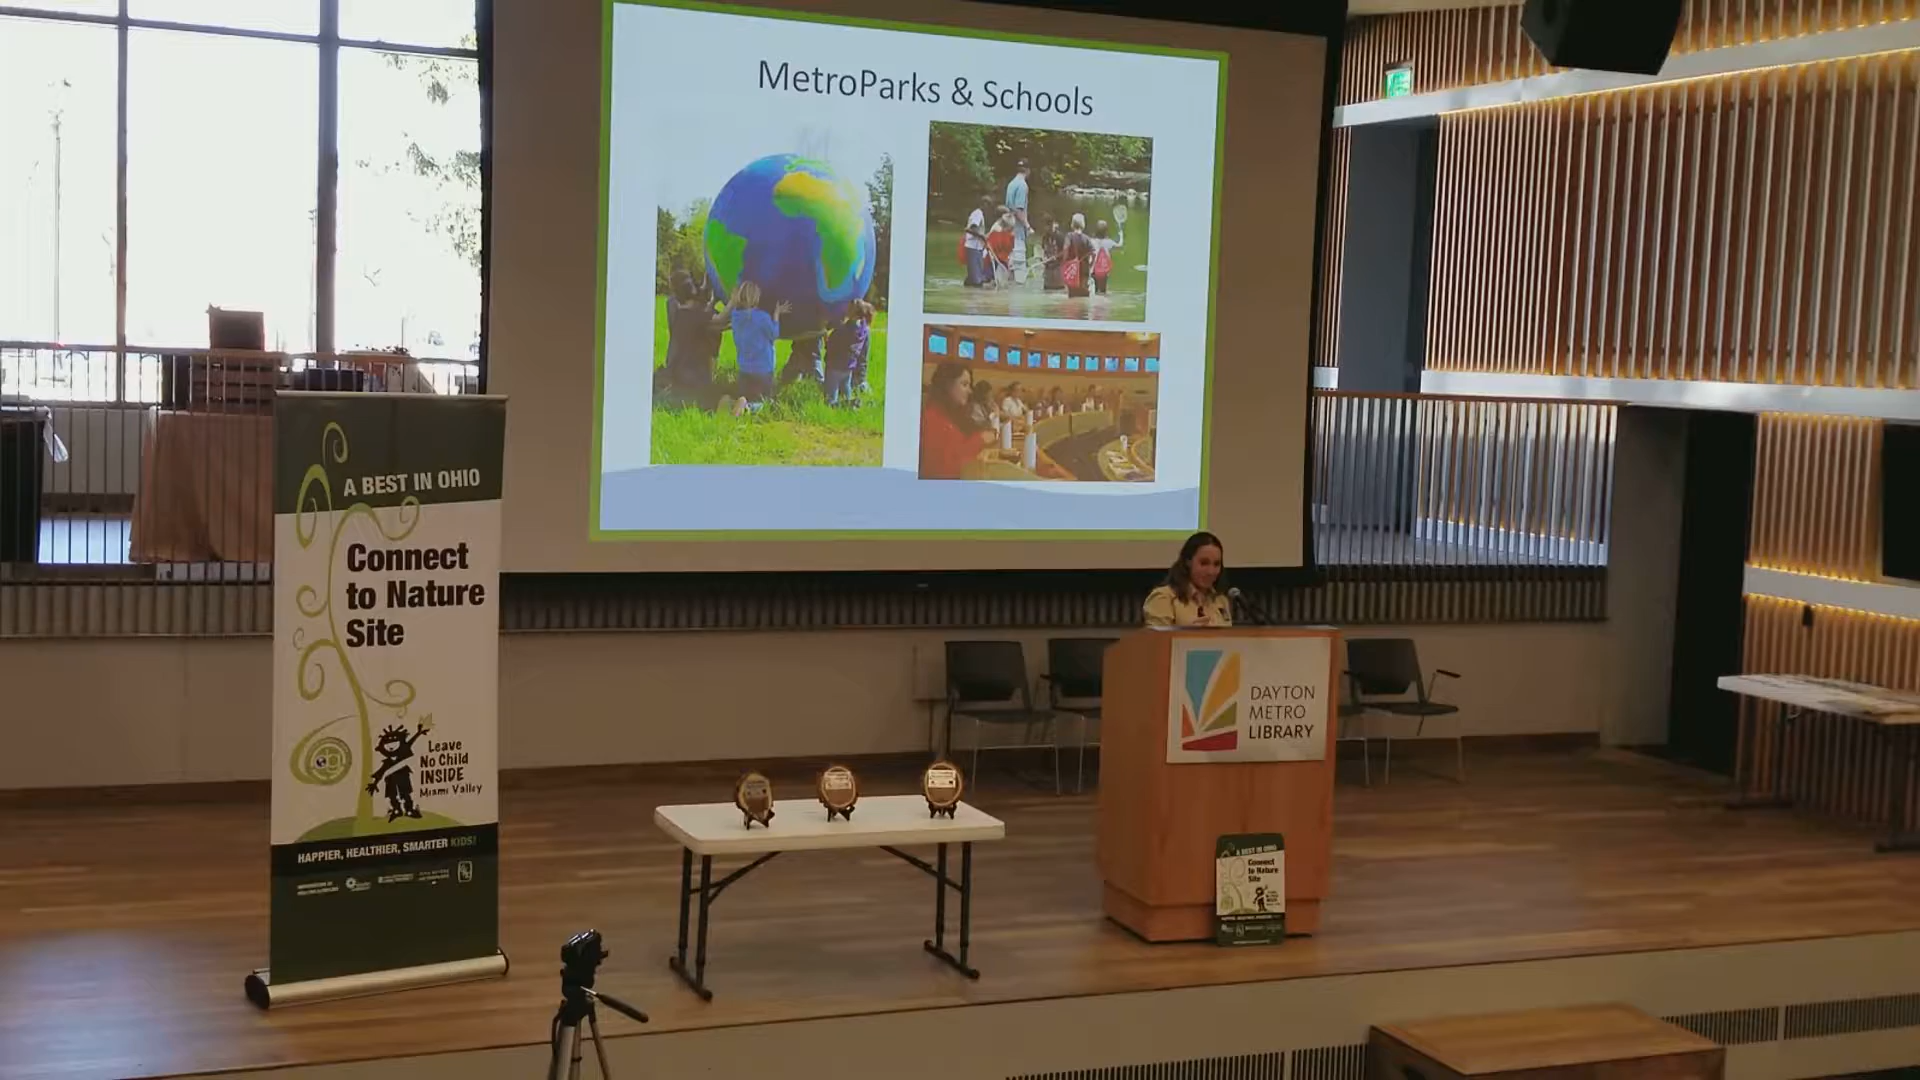 MetroParks & Schools
A BEST IN OHIO
Connect
to Nature
Site
Leave
No Child
INSIDE
Miami Valley
HAPPIER, HEALTHIER, SMARTER KIDS!
DAYTON
METRO
LIBRARY
A BEST IN OHIO
Connect
to Nature
Site